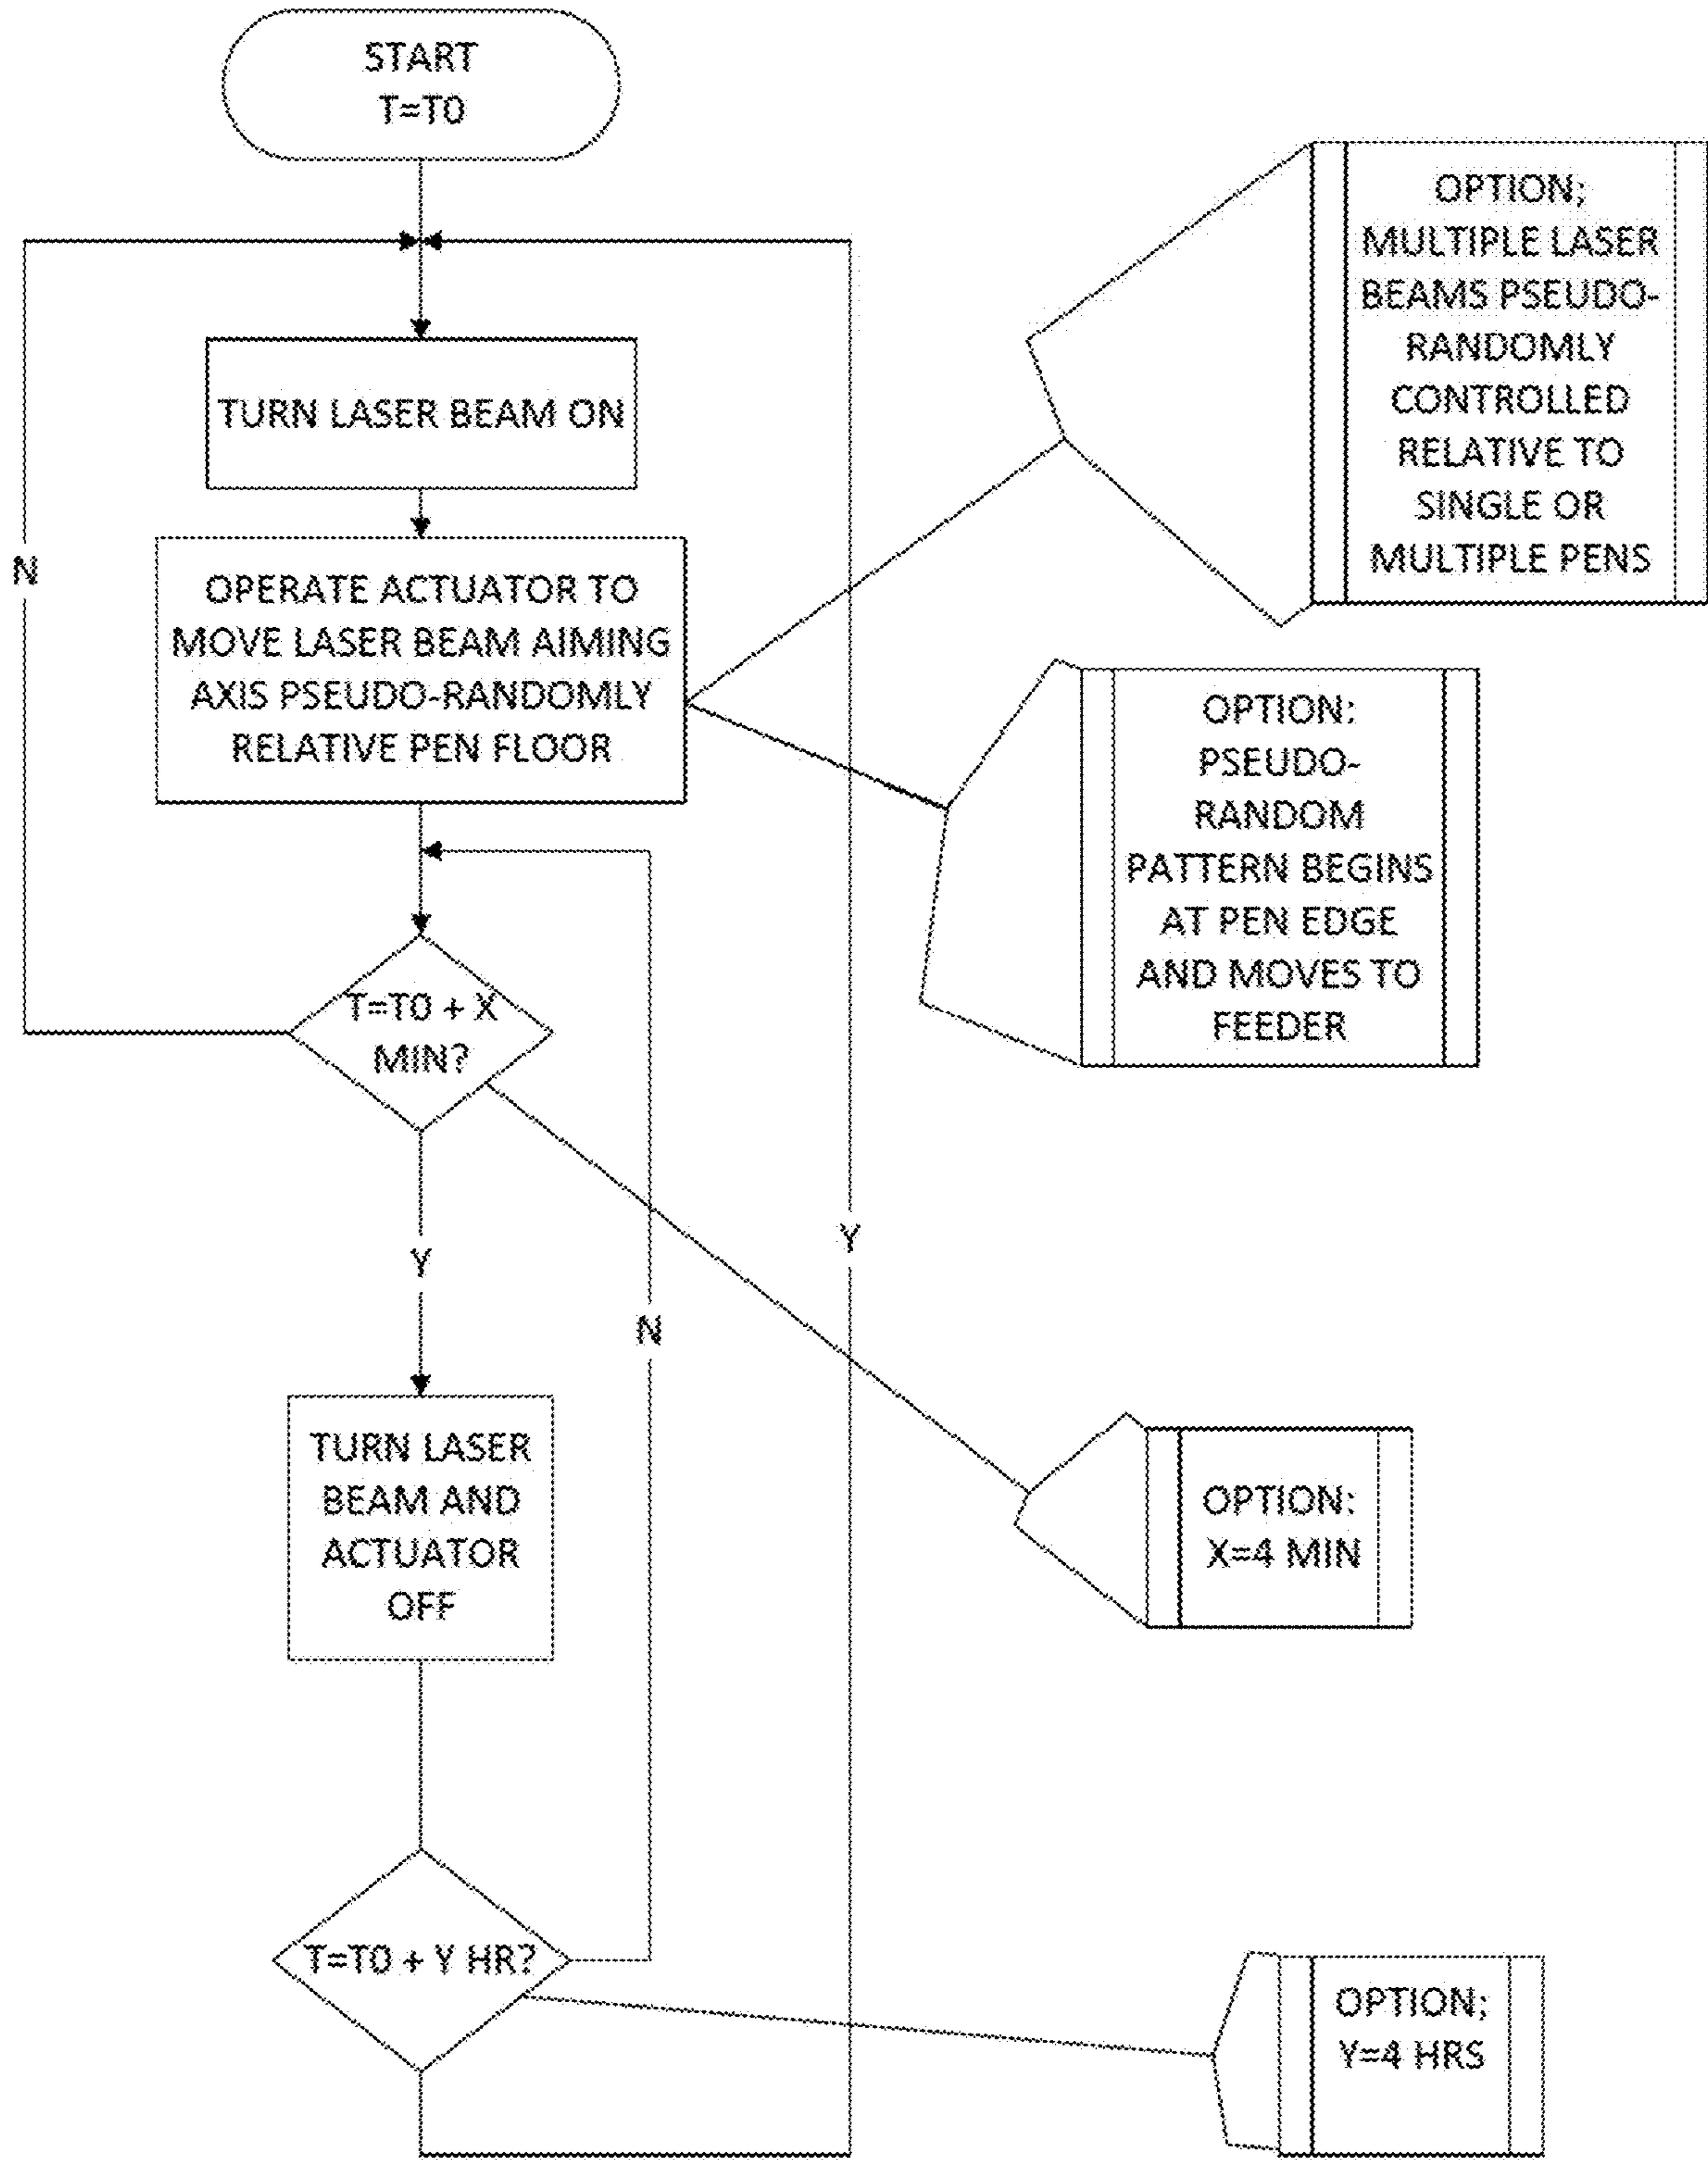 START
T=T0
TURN LASER BEAM ON
N
OPERATE ACTUATOR TO
MOVE LASER BEAM AIMING
AXIS PSEUDO-RANDOMLY
RELATIVE PEN FLOOR
OPTION;
MULTIPLE LASER
BEAMS PSEUDO-
RANDOMLY
CONTROLLED
RELATIVE TO
SINGLE OR
MULTIPLE PENS
OPTION:
PSEUDO-
RANDOM
PATTERN BEGINS
AT PEN EDGE
AND MOVES TO
FEEDER
T=T0 + X
MIN?
Y
Y
N
TURN LASER
BEAM AND
ACTUATOR
OFF
OPTION:
X=4 MIN
T=T0 + Y HR?
OPTION;
Y=4 HRS